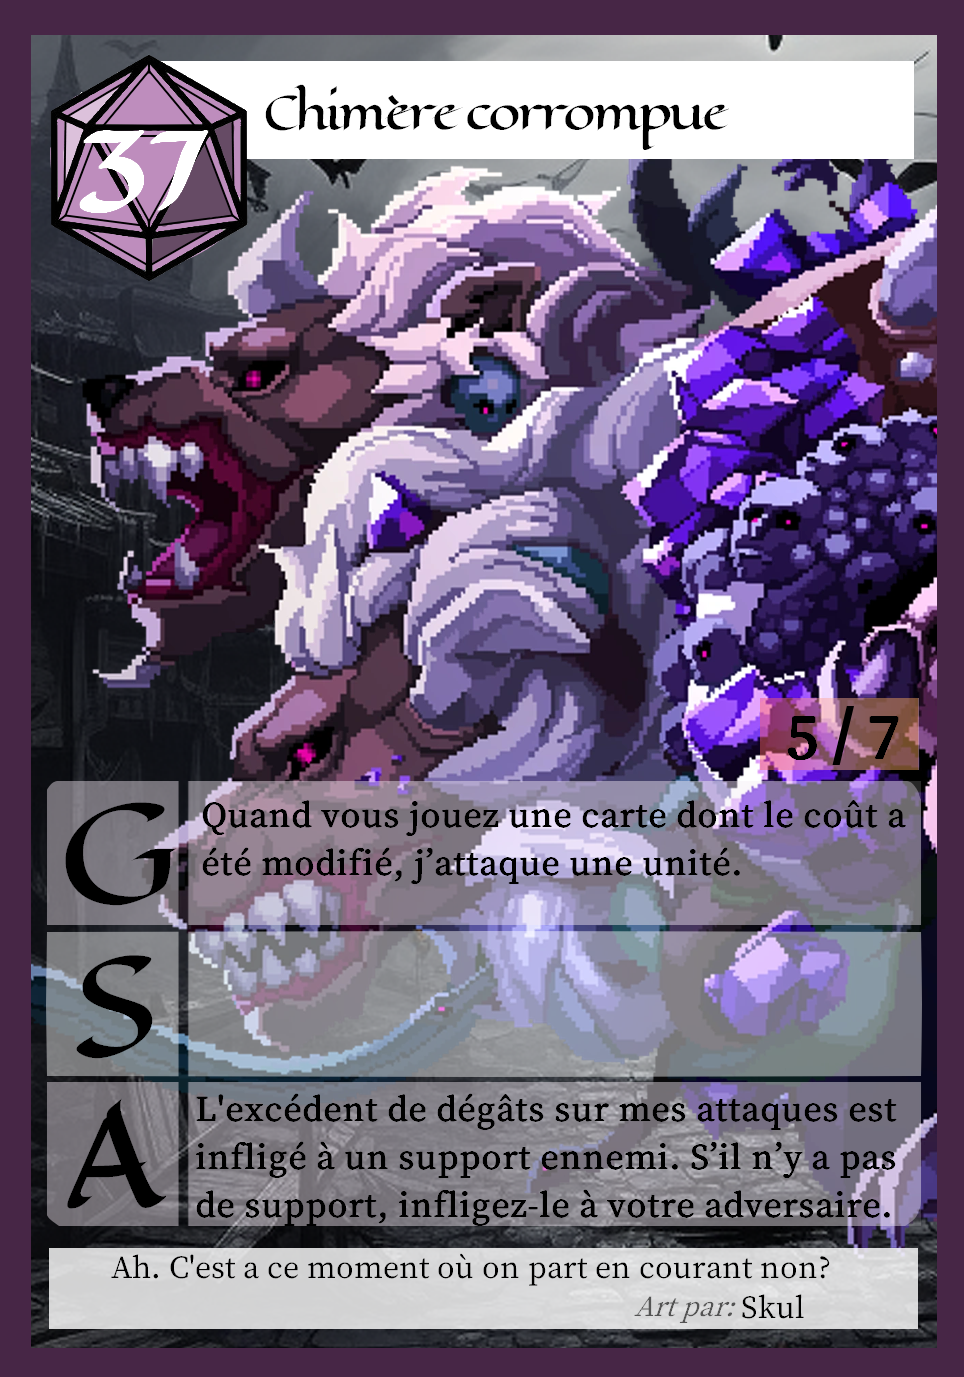 37
Chimère corrompue
5/7
G
Quand vous jouez une carte dont le coût a
été modifié, j’attaque une unité.
S
A
L'excédent de dégâts sur mes attaques est
infligé à un support ennemi. S’il n’y a pas
de support, infligez-le à votre adversaire.
Ah. C'est a ce moment où on part en courant non?
Art par: Skul